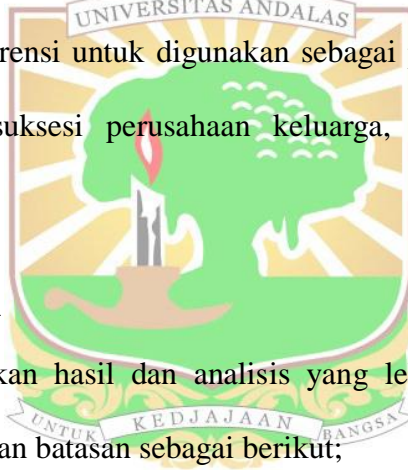 UNIVERSITAS ANDALAS
rensi untuk digunakan sebagai
suksesi perusahaan keluarga,
kan hasil dan analisis yang le
UNTUK KEDJAJAAN BANGSA
an batasan sebagai berikut;